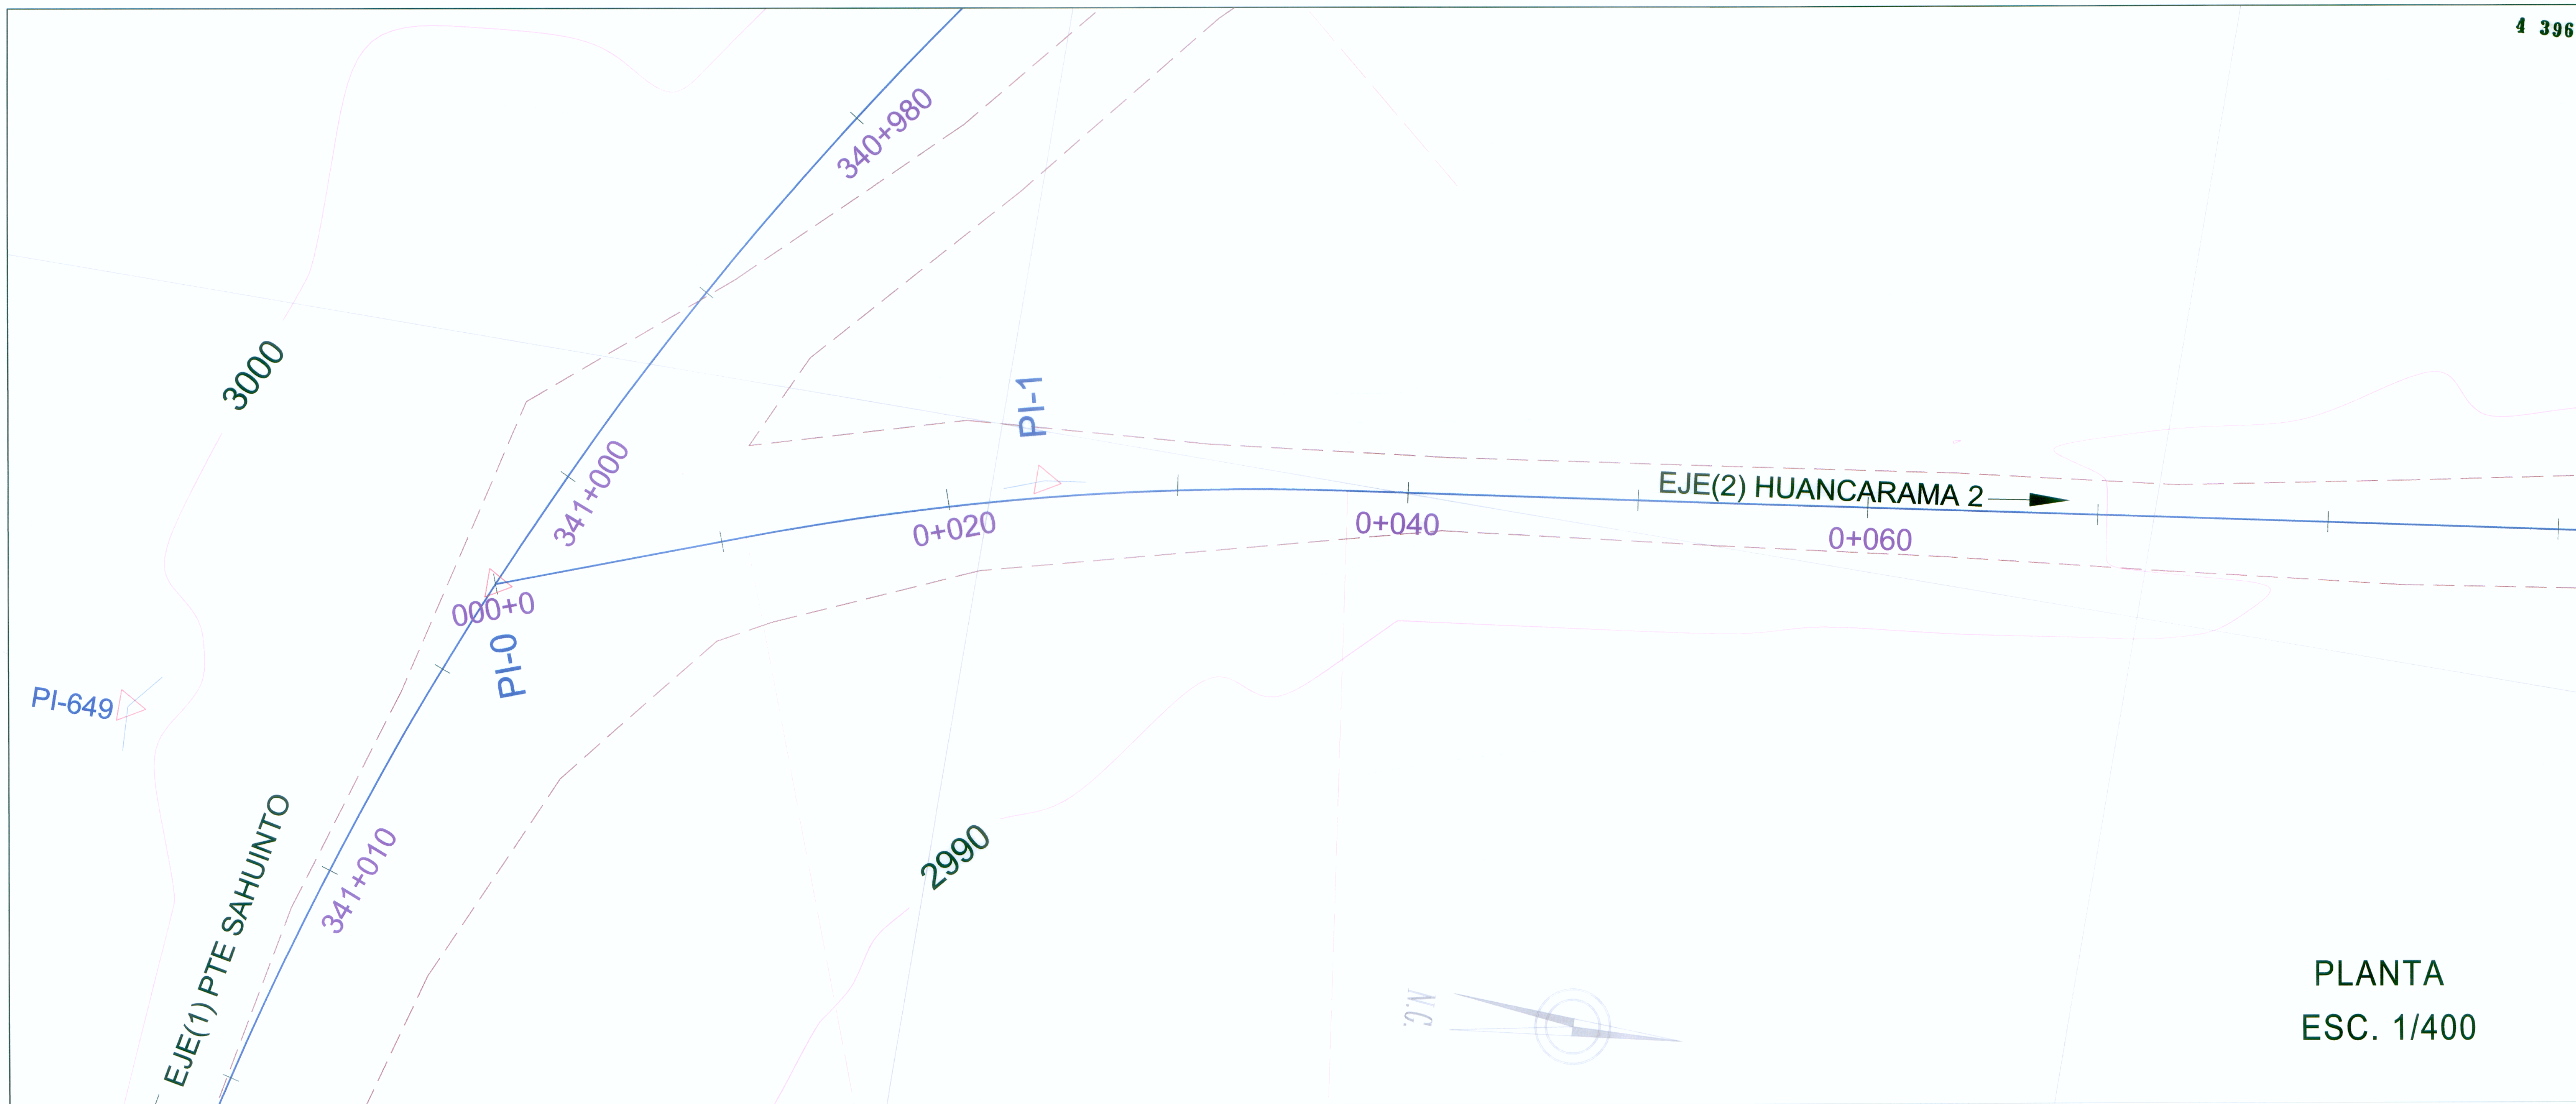 4 396
340+980
3000
PI-1
341+000
EJE(2) HUANCARAMA 2
0+020
0+040
0+060
000+0
PI-0
PI-649
341+010
EJE(1) PTE SAHUINTO
2990
N.G.
PLANTA
ESC. 1/400